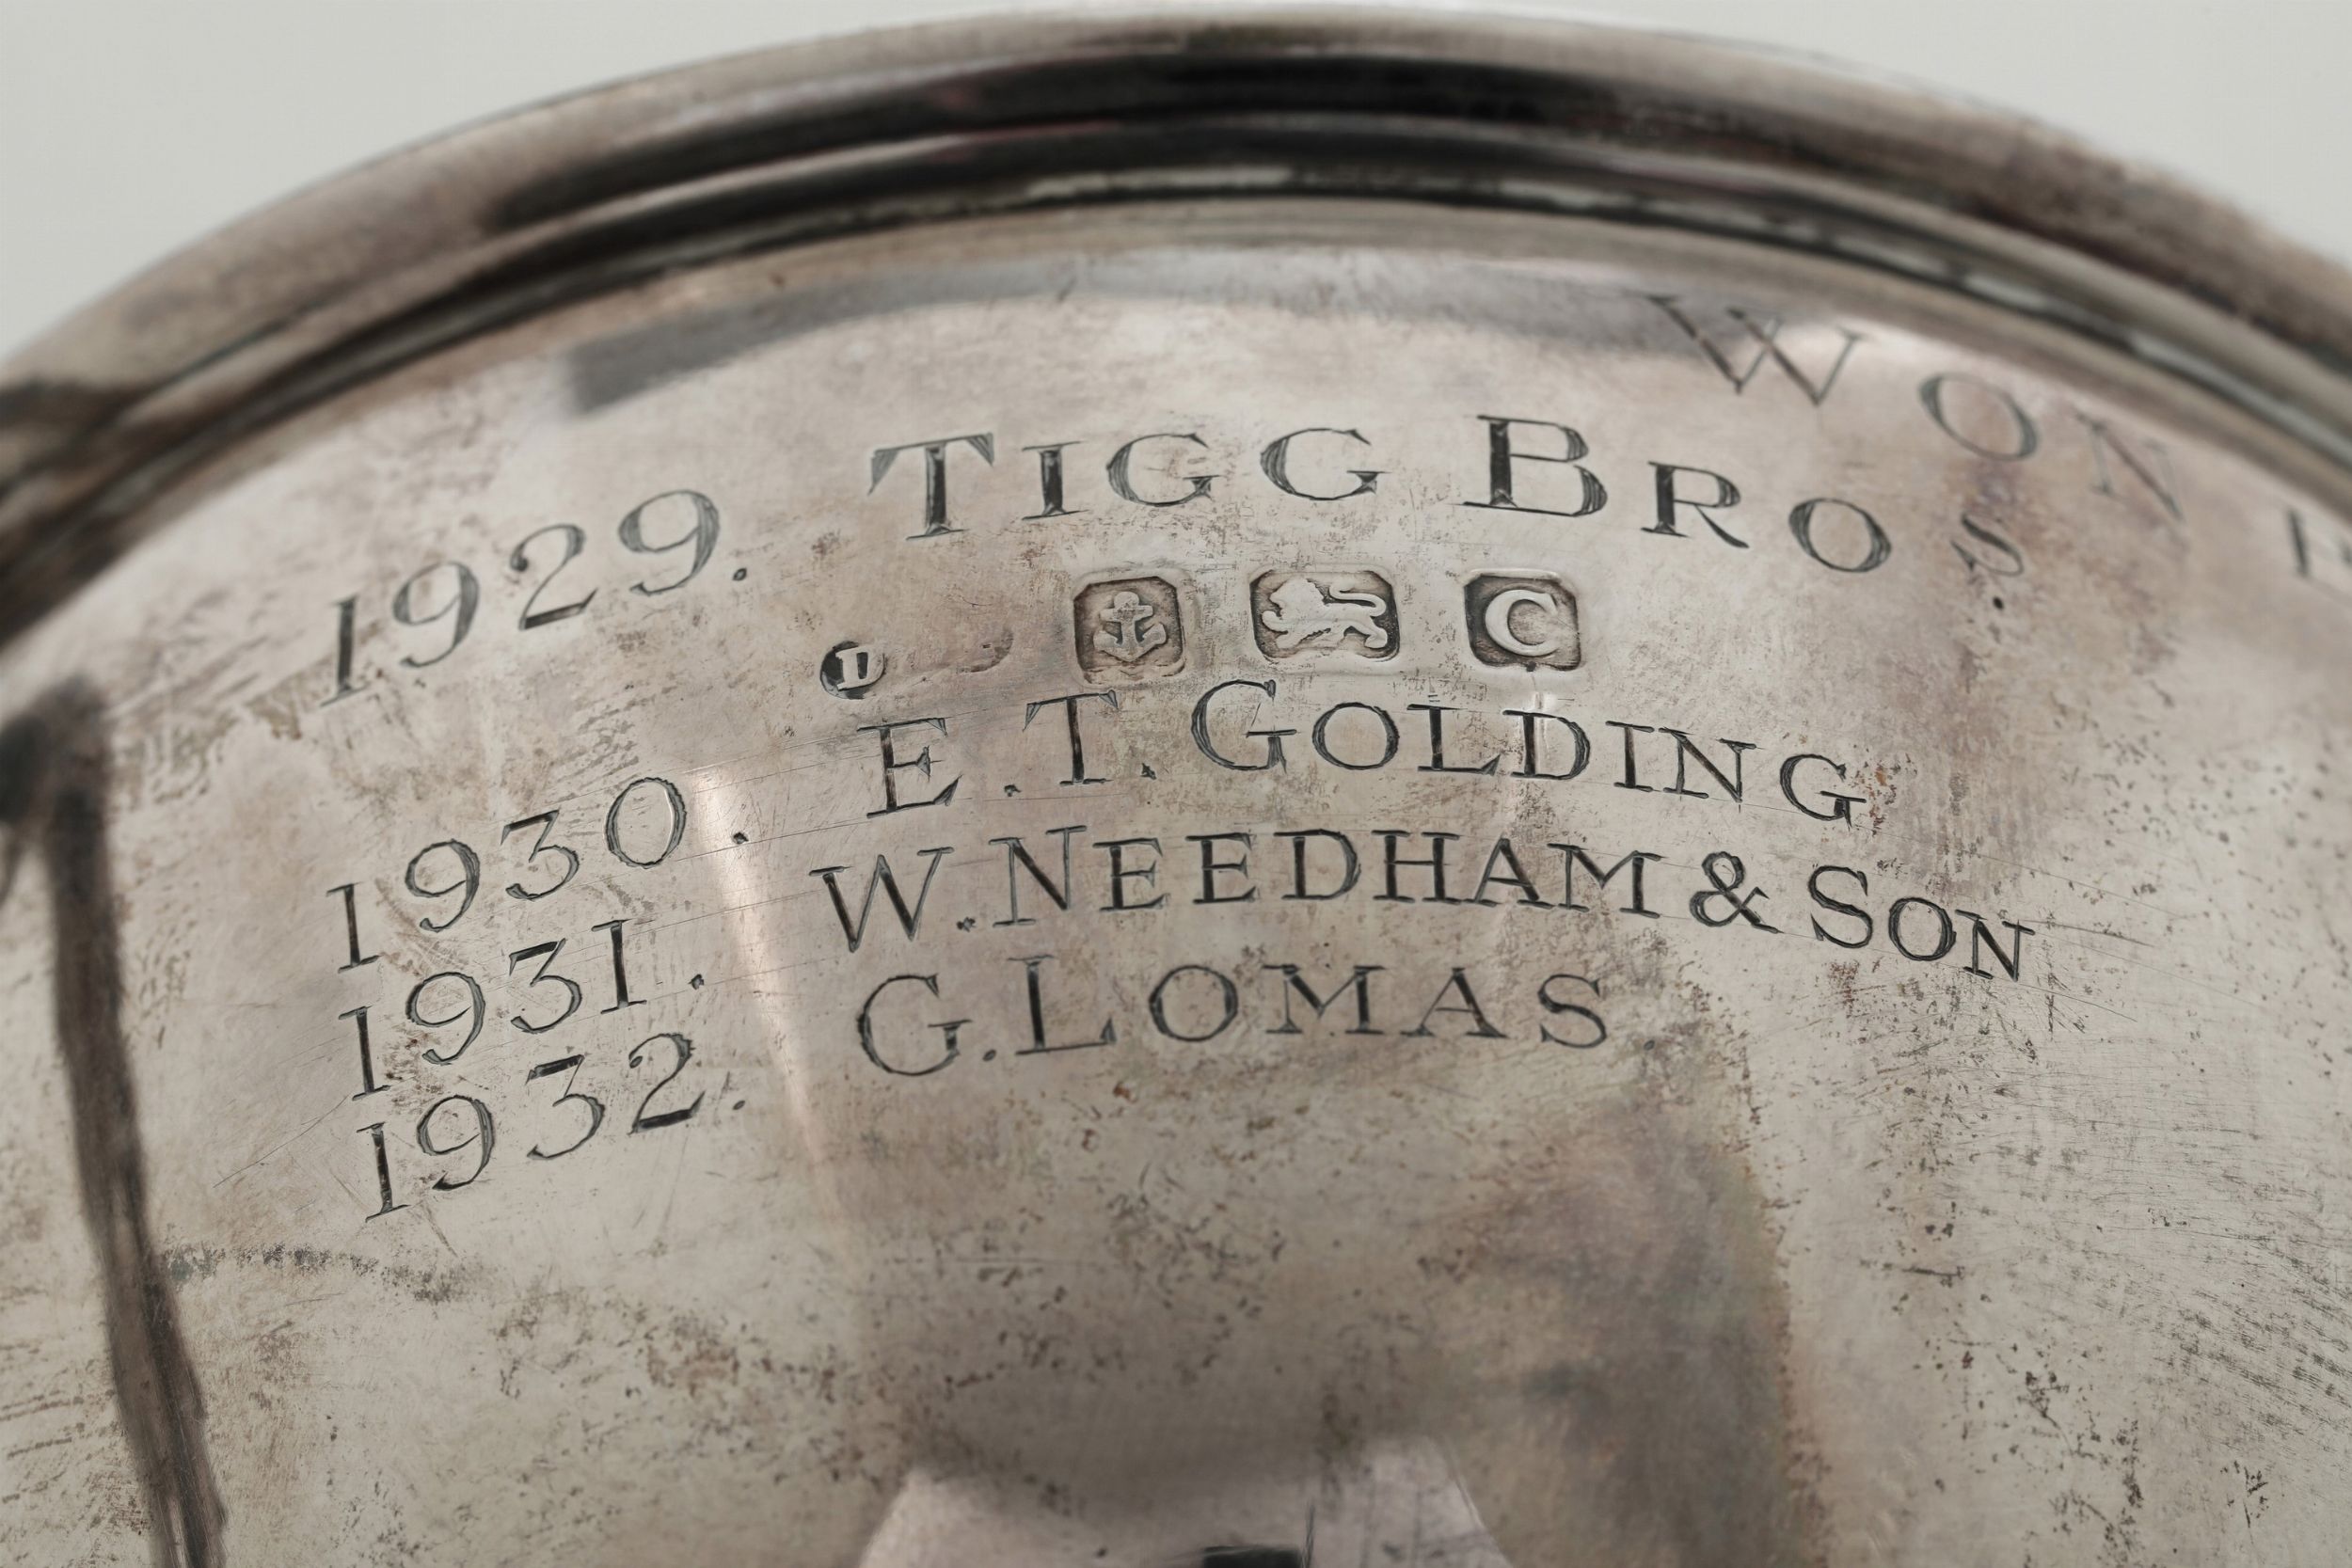 WON
1929. TIGG BROS
D C
1930. E.T. GOLDING
1931. W. NEEDHAM & SON
1932. G. LOMAS.